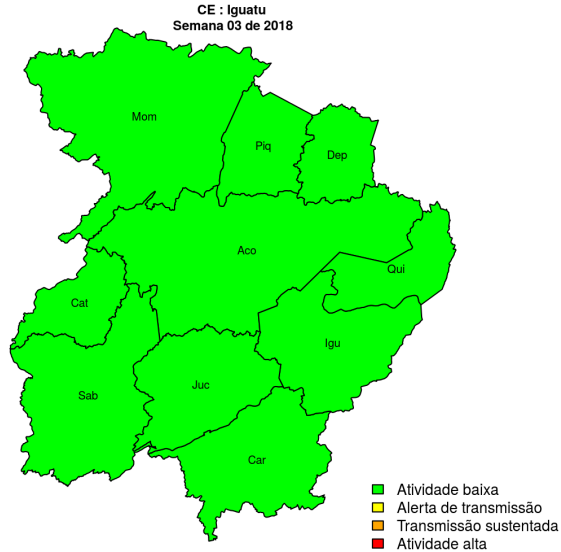 CE : Iguatu
Semana 03 de 2018
Mom
Piq
Dep
Aco
Qui
Cat
Igu
Juc
Sab
Car
Atividade baixa
Alerta de transmissão
Transmissão sustentada
Atividade alta